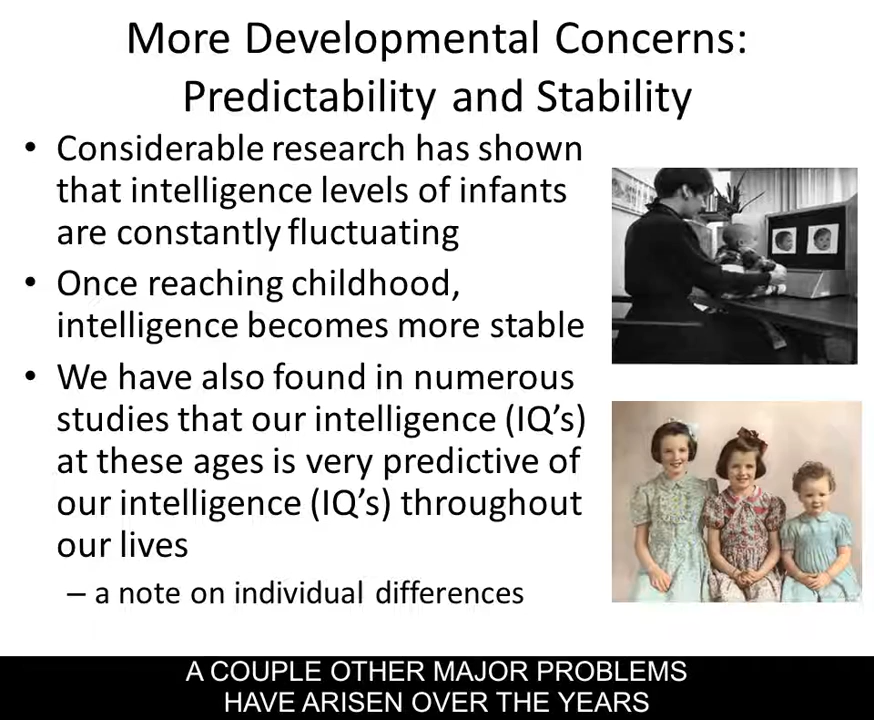 More Developmental Concerns:
Predictability and Stability
• Considerable research has shown
that intelligence levels of infants
are constantly fluctuating
• Once reaching childhood,
intelligence becomes more stable
• We have also found in numerous
studies that our intelligence (IQ's)
at these ages is very predictive of
our intelligence (IQ's) throughout
our lives
– a note on individual differences
A COUPLE OTHER MAJOR PROBLEMS
HAVE ARISEN OVER THE YEARS